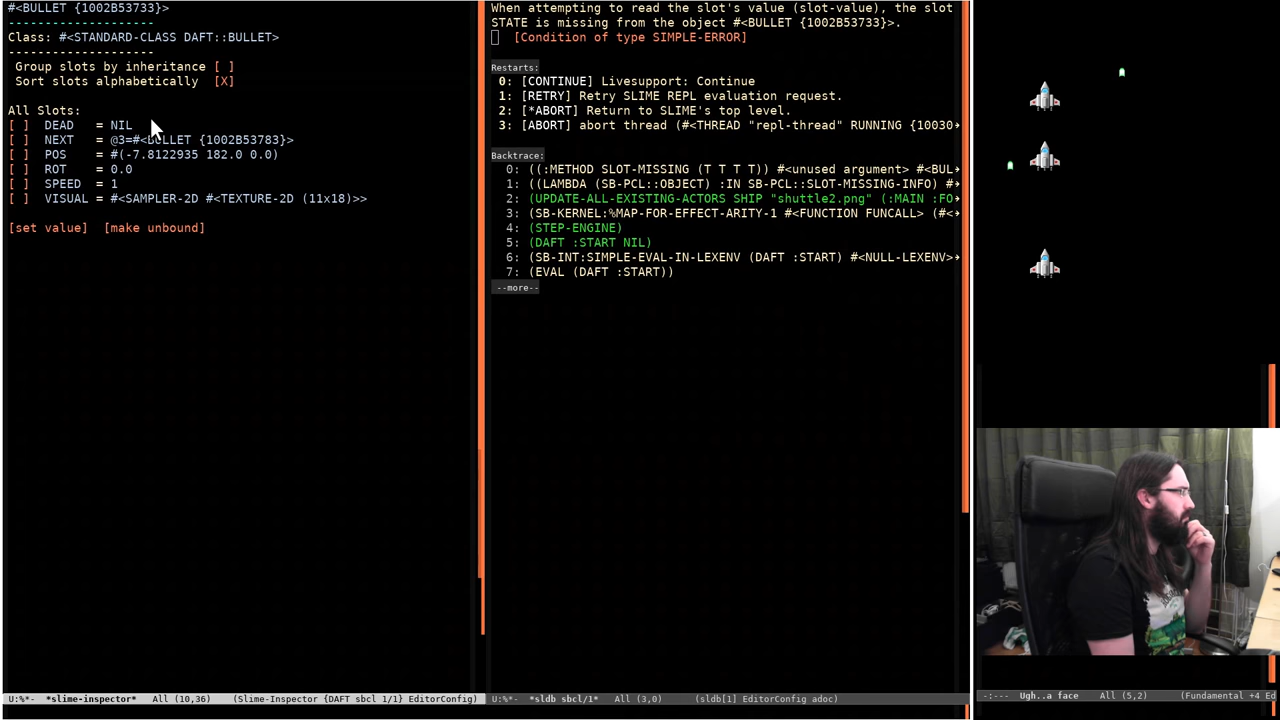 #<BULLET {1002B53733}>
--------------------
Class: #<STANDARD-CLASS DAFT::BULLET>
--------------------
Group slots by inheritance [ ]
Sort slots alphabetically  [X]
All Slots:
[ ]  DEAD   = NIL
[ ]  NEXT   = @3=#<BULLET {1002B53783}>
[ ]  POS    = #(-7.8122935 182.0 0.0)
[ ]  ROT    = 0.0
[ ]  SPEED  = 1
[ ]  VISUAL = #<SAMPLER-2D #<TEXTURE-2D (11x18)>>
[set value]  [make unbound]
U:%*-  *slime-inspector*   All (10,36)   (Slime-Inspector {DAFT sbcl 1/1} EditorConfig)
When attempting to read the slot's value (slot-value), the slot
STATE is missing from the object #<BULLET {1002B53733}>.
[Condition of type SIMPLE-ERROR]
Restarts:
0: [CONTINUE] Livesupport: Continue
1: [RETRY] Retry SLIME REPL evaluation request.
2: [*ABORT] Return to SLIME's top level.
3: [ABORT] abort thread (#<THREAD "repl-thread" RUNNING {10030
Backtrace:
0: ((:METHOD SLOT-MISSING (T T T T)) #<unused argument> #<BUL
1: ((LAMBDA (SB-PCL::OBJECT) :IN SB-PCL::SLOT-MISSING-INFO) #
2: (UPDATE-ALL-EXISTING-ACTORS SHIP "shuttle2.png" (:MAIN :FO
3: (SB-KERNEL:%MAP-FOR-EFFECT-ARITY-1 #<FUNCTION FUNCALL> (#<
4: (STEP-ENGINE)
5: (DAFT :START NIL)
6: (SB-INT:SIMPLE-EVAL-IN-LEXENV (DAFT :START) #<NULL-LEXENV>
7: (EVAL (DAFT :START))
--more--
U:%*-  *sldb sbcl/1*   All (3,0)   (sldb[1] EditorConfig adoc)
-:---  Ugh..a face   All (5,2)   (Fundamental +4 Ed